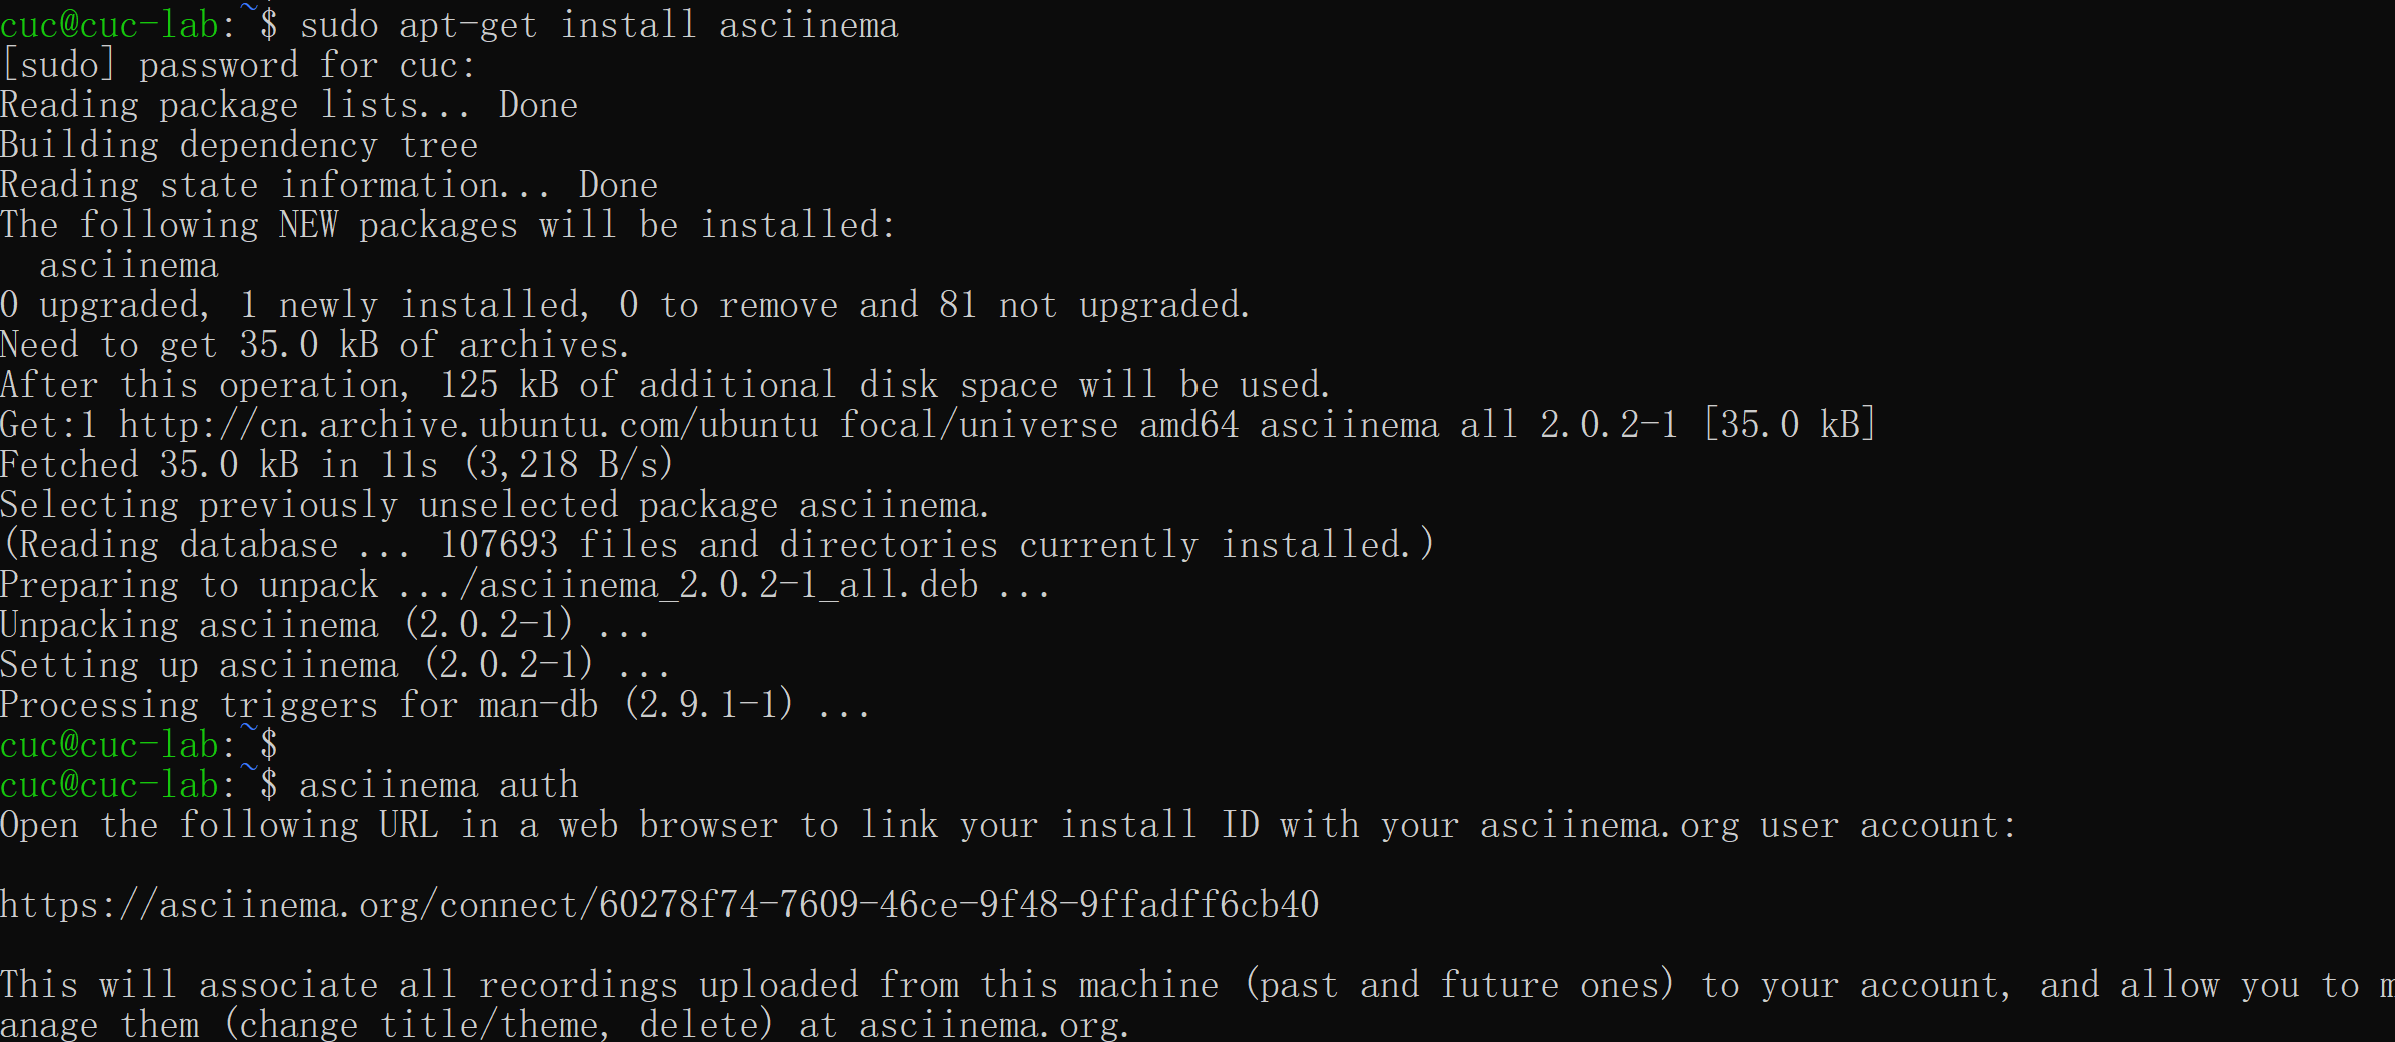 cuc@cuc-lab:~$ sudo apt-get install asciinema
[sudo] password for cuc:
Reading package lists... Done
Building dependency tree
Reading state information... Done
The following NEW packages will be installed:
  asciinema
0 upgraded, 1 newly installed, 0 to remove and 81 not upgraded.
Need to get 35.0 kB of archives.
After this operation, 125 kB of additional disk space will be used.
Get:1 http://cn.archive.ubuntu.com/ubuntu focal/universe amd64 asciinema all 2.0.2-1 [35.0 kB]
Fetched 35.0 kB in 11s (3,218 B/s)
Selecting previously unselected package asciinema.
(Reading database ... 107693 files and directories currently installed.)
Preparing to unpack .../asciinema_2.0.2-1_all.deb ...
Unpacking asciinema (2.0.2-1) ...
Setting up asciinema (2.0.2-1) ...
Processing triggers for man-db (2.9.1-1) ...
cuc@cuc-lab:~$
cuc@cuc-lab:~$ asciinema auth
Open the following URL in a web browser to link your install ID with your asciinema.org user account:

https://asciinema.org/connect/60278f74-7609-46ce-9f48-9ffadff6cb40

This will associate all recordings uploaded from this machine (past and future ones) to your account, and allow you to m
anage them (change title/theme, delete) at asciinema.org.